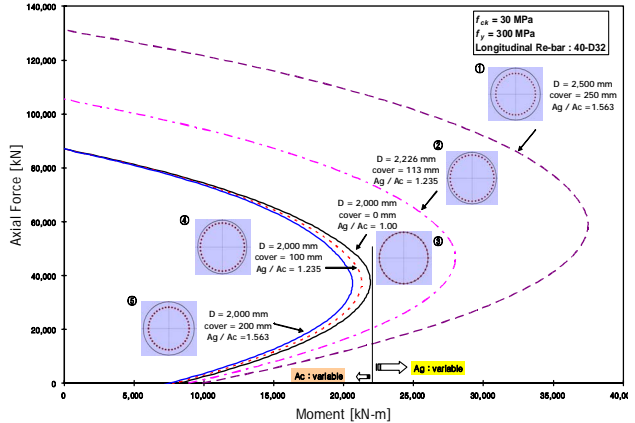 140,000
120,000
100,000
80,000
60,000
40,000
20,000
0
Axial Force [kN]
f ck = 30 MPa
f y = 300 MPa
Longitudinal Re-bar : 40-D32
①
D = 2,500 mm
cover = 250 mm
Ag / Ac = 1.563
②
D = 2,226 mm
cover = 113 mm
Ag / Ac = 1.235
D = 2,000 mm
cover = 0 mm
Ag / Ac = 1.00
③
④
D = 2,000 mm
cover = 100 mm
Ag / Ac = 1.235
⑤
D = 2,000 mm
cover = 200 mm
Ag / Ac =1.563
Ac : variable
Ag : variable
0 5,000 10,000 15,000 20,000 25,000 30,000 35,000 40,00
Moment [kN-m]